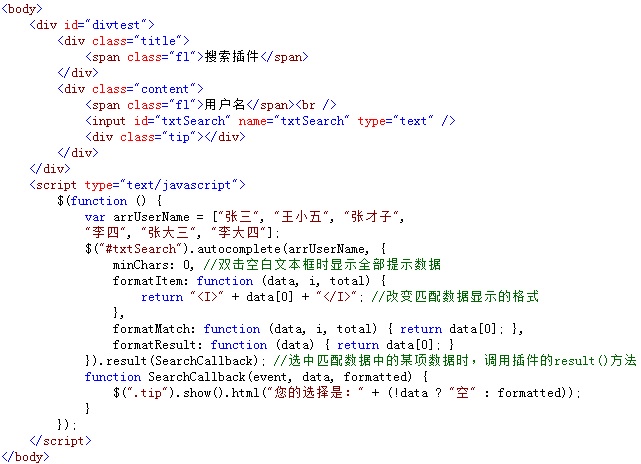 <body>
    <div id="divtest">
        <div class="title">
            <span class="fl">搜索插件</span>
        </div>
        <div class="content">
            <span class="fl">用户名</span><br />
            <input id="txtSearch" name="txtSearch" type="text" />
            <div class="tip"></div>
        </div>
    </div>
    <script type="text/javascript">
        $(function () {
            var arrUserName = ["张三", "王小五", "张才子",
            "李四", "张大三", "李大四"];
            $("#txtSearch").autocomplete(arrUserName, {
                minChars: 0, //双击空白文本框时显示全部提示数据
                formatItem: function (data, i, total) {
                    return "<I>" + data[0] + "</I>"; //改变匹配数据显示的格式
                },
                formatMatch: function (data, i, total) { return data[0]; },
                formatResult: function (data) { return data[0]; }
            }).result(SearchCallback); //选中匹配数据中的某项数据时，调用插件的result()方法
            function SearchCallback(event, data, formatted) {
                $(".tip").show().html("您的选择是：" + (!data ? "空" : formatted));
            }
        });
    </script>
</body>